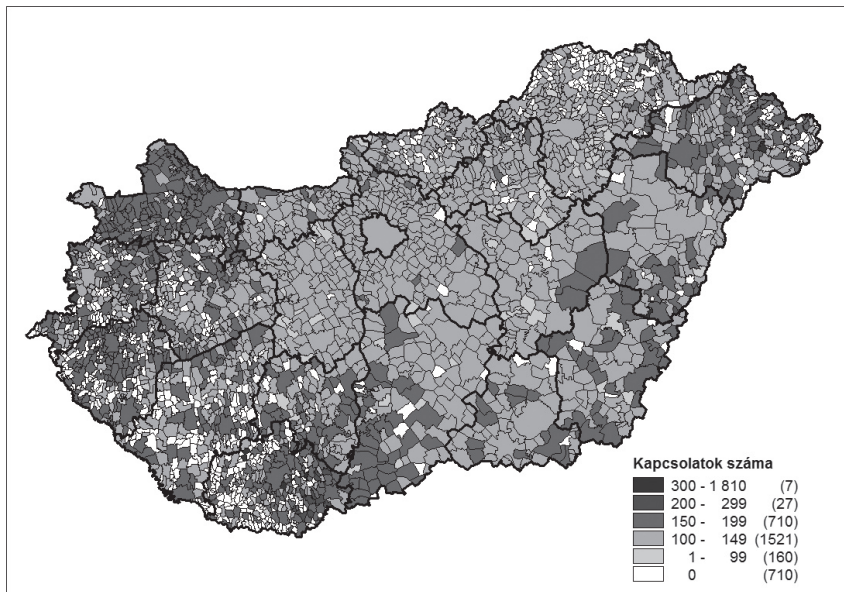 Kapcsolatok száma
300 - 1 810 (7)
200 - 299 (27)
150 - 199 (710)
100 - 149 (1521)
1 - 99 (160)
0 (710)